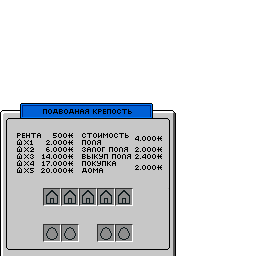 ПОДВОДНАЯ КРЕПОСТЬ
РЕНТА 500₩ СТОИМОСТЬ ПОЛЯ 4.000₩
X1 2.000₩
X2 6.000₩ ЗАЛОГ ПОЛЯ 2.000₩
X3 14.000₩ ВЫКУП ПОЛЯ 2.400₩
X4 17.000₩ ПОКУПКА ДОМА 2.000₩
X5 20.000₩